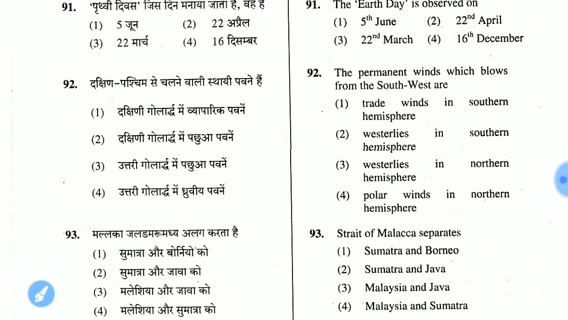 91. 'पृथ्वी दिवस' जिस दिन मनाया जाता है, वह है
(1) 5 जून (2) 22 अप्रैल
(3) 22 मार्च (4) 16 दिसम्बर
92. दक्षिण-पश्चिम से चलने वाली स्थायी पवने हैं
(1) दक्षिणी गोलार्द्ध में व्यापारिक पवनें
(2) दक्षिणी गोलार्द्ध में पछुआ पवनें
(3) उत्तरी गोलार्द्ध में पछुआ पवनें
(4) उत्तरी गोलार्द्ध में ध्रुवीय पवनें
93. मल्लका जलडमरूमध्य अलग करता है
(1) सुमात्रा और बोर्नियो को
(2) सुमात्रा और जावा को
(3) मलेशिया और जावा को
(4) मलेशिया और सुमात्रा को
91. The 'Earth Day' is observed on
(1) 5th June (2) 22nd April
(3) 22nd March (4) 16th December
92. The permanent winds which blows
from the South-West are
(1) trade winds in southern
hemisphere
(2) westerlies in southern
hemisphere
(3) westerlies in northern
hemisphere
(4) polar winds in northern
hemisphere
93. Strait of Malacca separates
(1) Sumatra and Borneo
(2) Sumatra and Java
(3) Malaysia and Java
(4) Malaysia and Sumatra